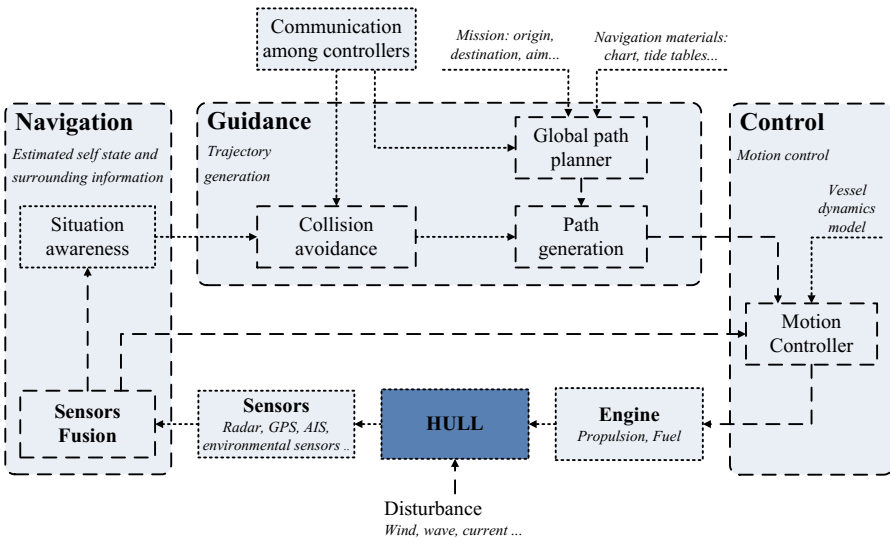 Communication
among controllers
Mission: origin,
destination, aim...
Navigation materials:
chart, tide tables...
Navigation
Estimated self state and
surrounding information
Guidance
Trajectory
generation
Global path
planner
Control
Motion control
Situation
awareness
Collision
avoidance
Path
generation
Vessel
dynamics
model
Motion
Controller
Sensors
Fusion
Sensors
Radar, GPS, AIS,
environmental sensors ..
HULL
Engine
Propulsion, Fuel
Disturbance
Wind, wave, current ...